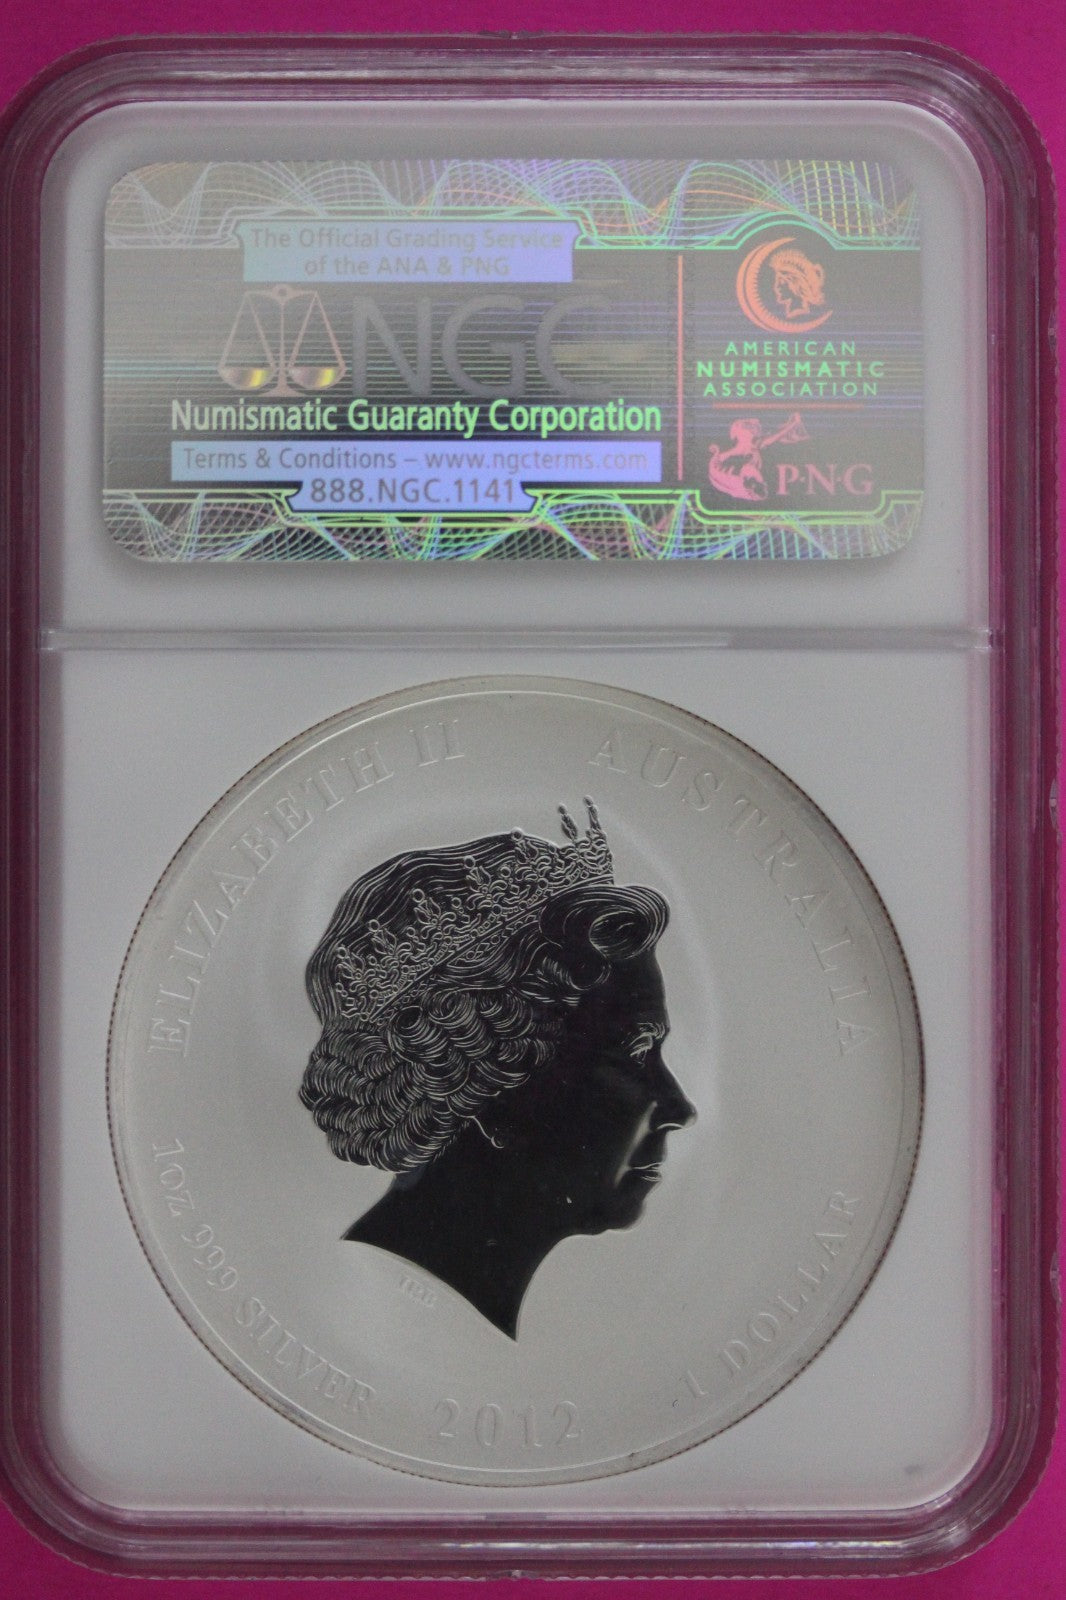 The Official Grading Service
of the ANA & PNG
NGC
Numismatic Guaranty Corporation
Terms & Conditions – www.ngcterms.com
888.NGC.1141
AMERICAN
NUMISMATIC
ASSOCIATION
P·N·G
ELIZABETH II AUSTRALIA
IRB
1oz 999 SILVER 2012 1 DOLLAR